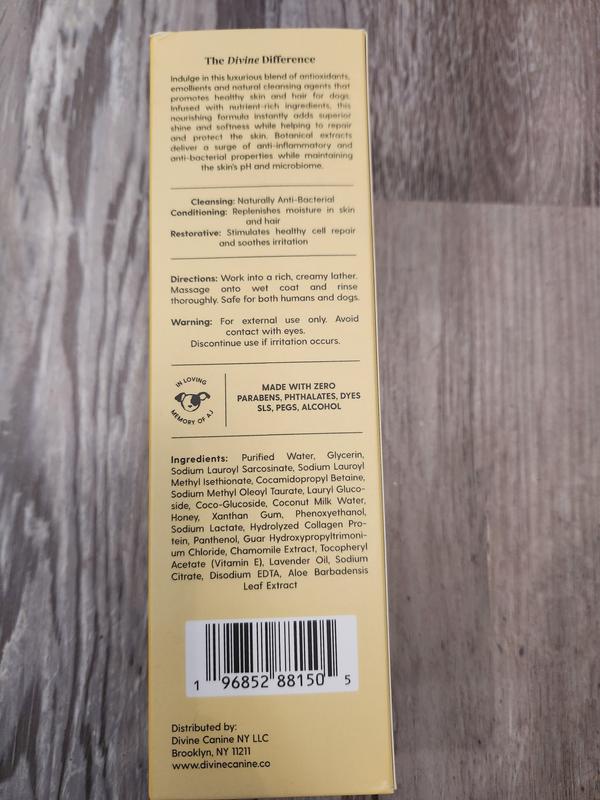 The Divine Difference
Indulge in this luxurious blend of antioxidants,
emollients and natural cleansing agents that
promotes healthy skin and hair for dogs.
Infused with nutrient-rich ingredients, this
nourishing formula instantly adds superior
shine and softness while helping to repair
and protect the skin. Botanical extracts
deliver a surge of anti-inflammatory and
anti-bacterial properties while maintaining
the skin's pH and microbiome.
Cleansing: Naturally Anti-Bacterial
Conditioning: Replenishes moisture in skin
and hair
Restorative: Stimulates healthy cell repair
and soothes irritation
Directions: Work into a rich, creamy lather.
Massage onto wet coat and rinse
thoroughly. Safe for both humans and dogs.
Warning: For external use only. Avoid
contact with eyes.
Discontinue use if irritation occurs.
IN LOVING
MEMORY OF AJ
MADE WITH ZERO
PARABENS, PHTHALATES, DYES
SLS, PEGS, ALCOHOL
Ingredients: Purified Water, Glycerin,
Sodium Lauroyl Sarcosinate, Sodium Lauroyl
Methyl Isethionate, Cocamidopropyl Betaine,
Sodium Methyl Oleoyl Taurate, Lauryl Gluco-
side, Coco-Glucoside, Coconut Milk Water,
Honey, Xanthan Gum, Phenoxyethanol,
Sodium Lactate, Hydrolyzed Collagen Pro-
tein, Panthenol, Guar Hydroxypropyltrimoni-
um Chloride, Chamomile Extract, Tocopheryl
Acetate (Vitamin E), Lavender Oil, Sodium
Citrate, Disodium EDTA, Aloe Barbadensis
Leaf Extract
1 96852 88150 5
Distributed by:
Divine Canine NY LLC
Brooklyn, NY 11211
www.divinecanine.co